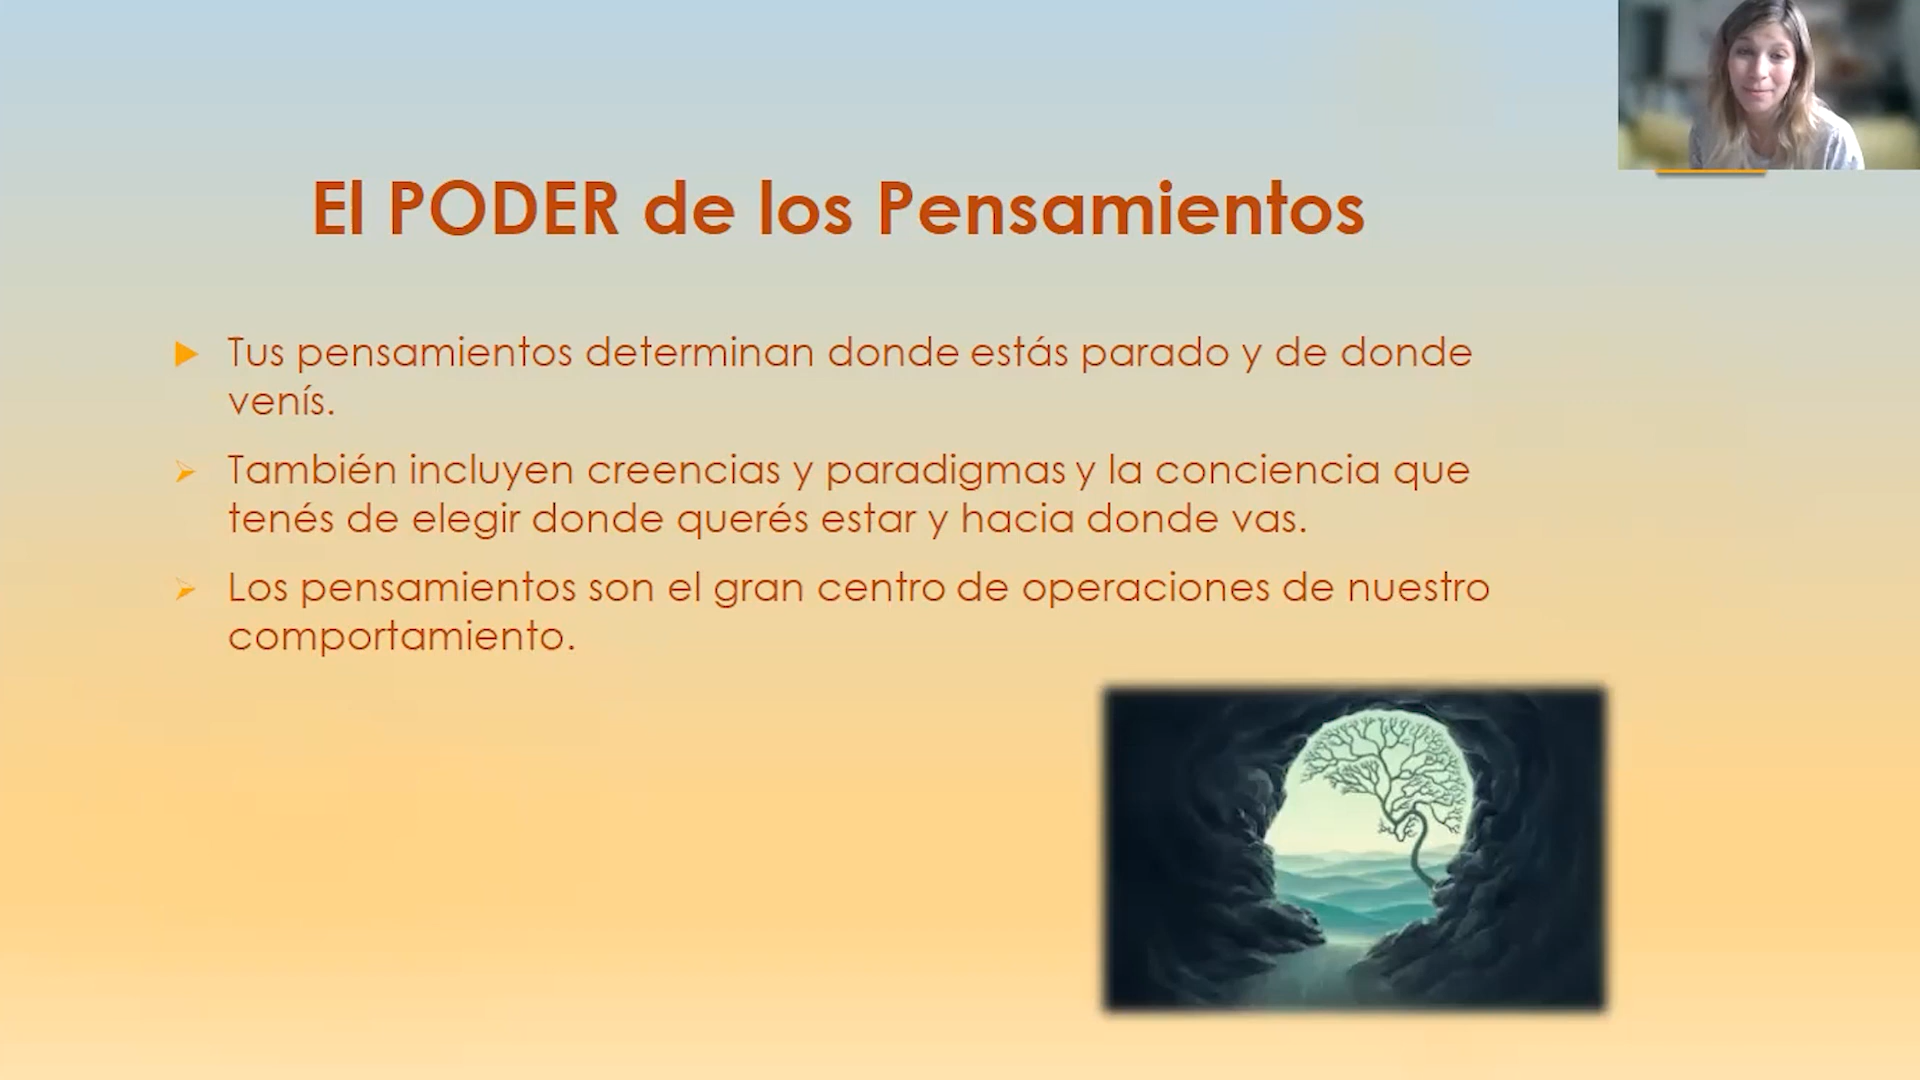 El PODER de los Pensamientos
Tus pensamientos determinan donde estás parado y de donde
venís.
También incluyen creencias y paradigmas y la conciencia que
tenés de elegir donde querés estar y hacia donde vas.
Los pensamientos son el gran centro de operaciones de nuestro
comportamiento.